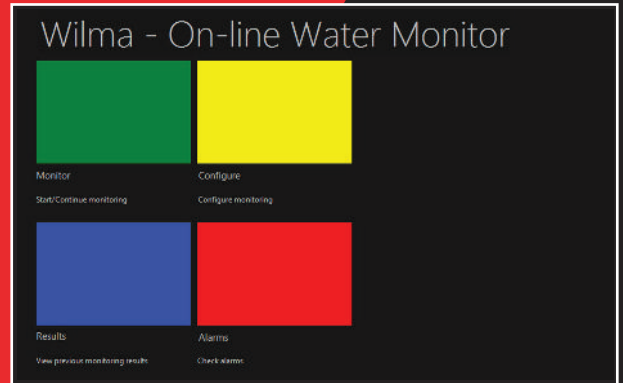 Wilma - On-line Water Monitor
Monitor
Configure
Start/Continue monitoring
Configure monitoring
Results
Alarms
View previous monitoring results
Check alarms